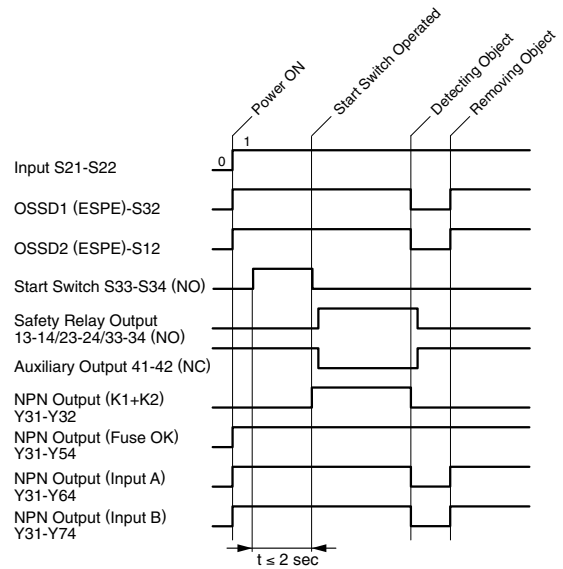 Power ON
Start Switch Operated
Detecting Object
Removing Object
1
0
Input S21-S22
OSSD1 (ESPE)-S32
OSSD2 (ESPE)-S12
Start Switch S33-S34 (NO)
Safety Relay Output
13-14/23-24/33-34 (NO)
Auxiliary Output 41-42 (NC)
NPN Output (K1+K2)
Y31-Y32
NPN Output (Fuse OK)
Y31-Y54
NPN Output (Input A)
Y31-Y64
NPN Output (Input B)
Y31-Y74
t ≤ 2 sec